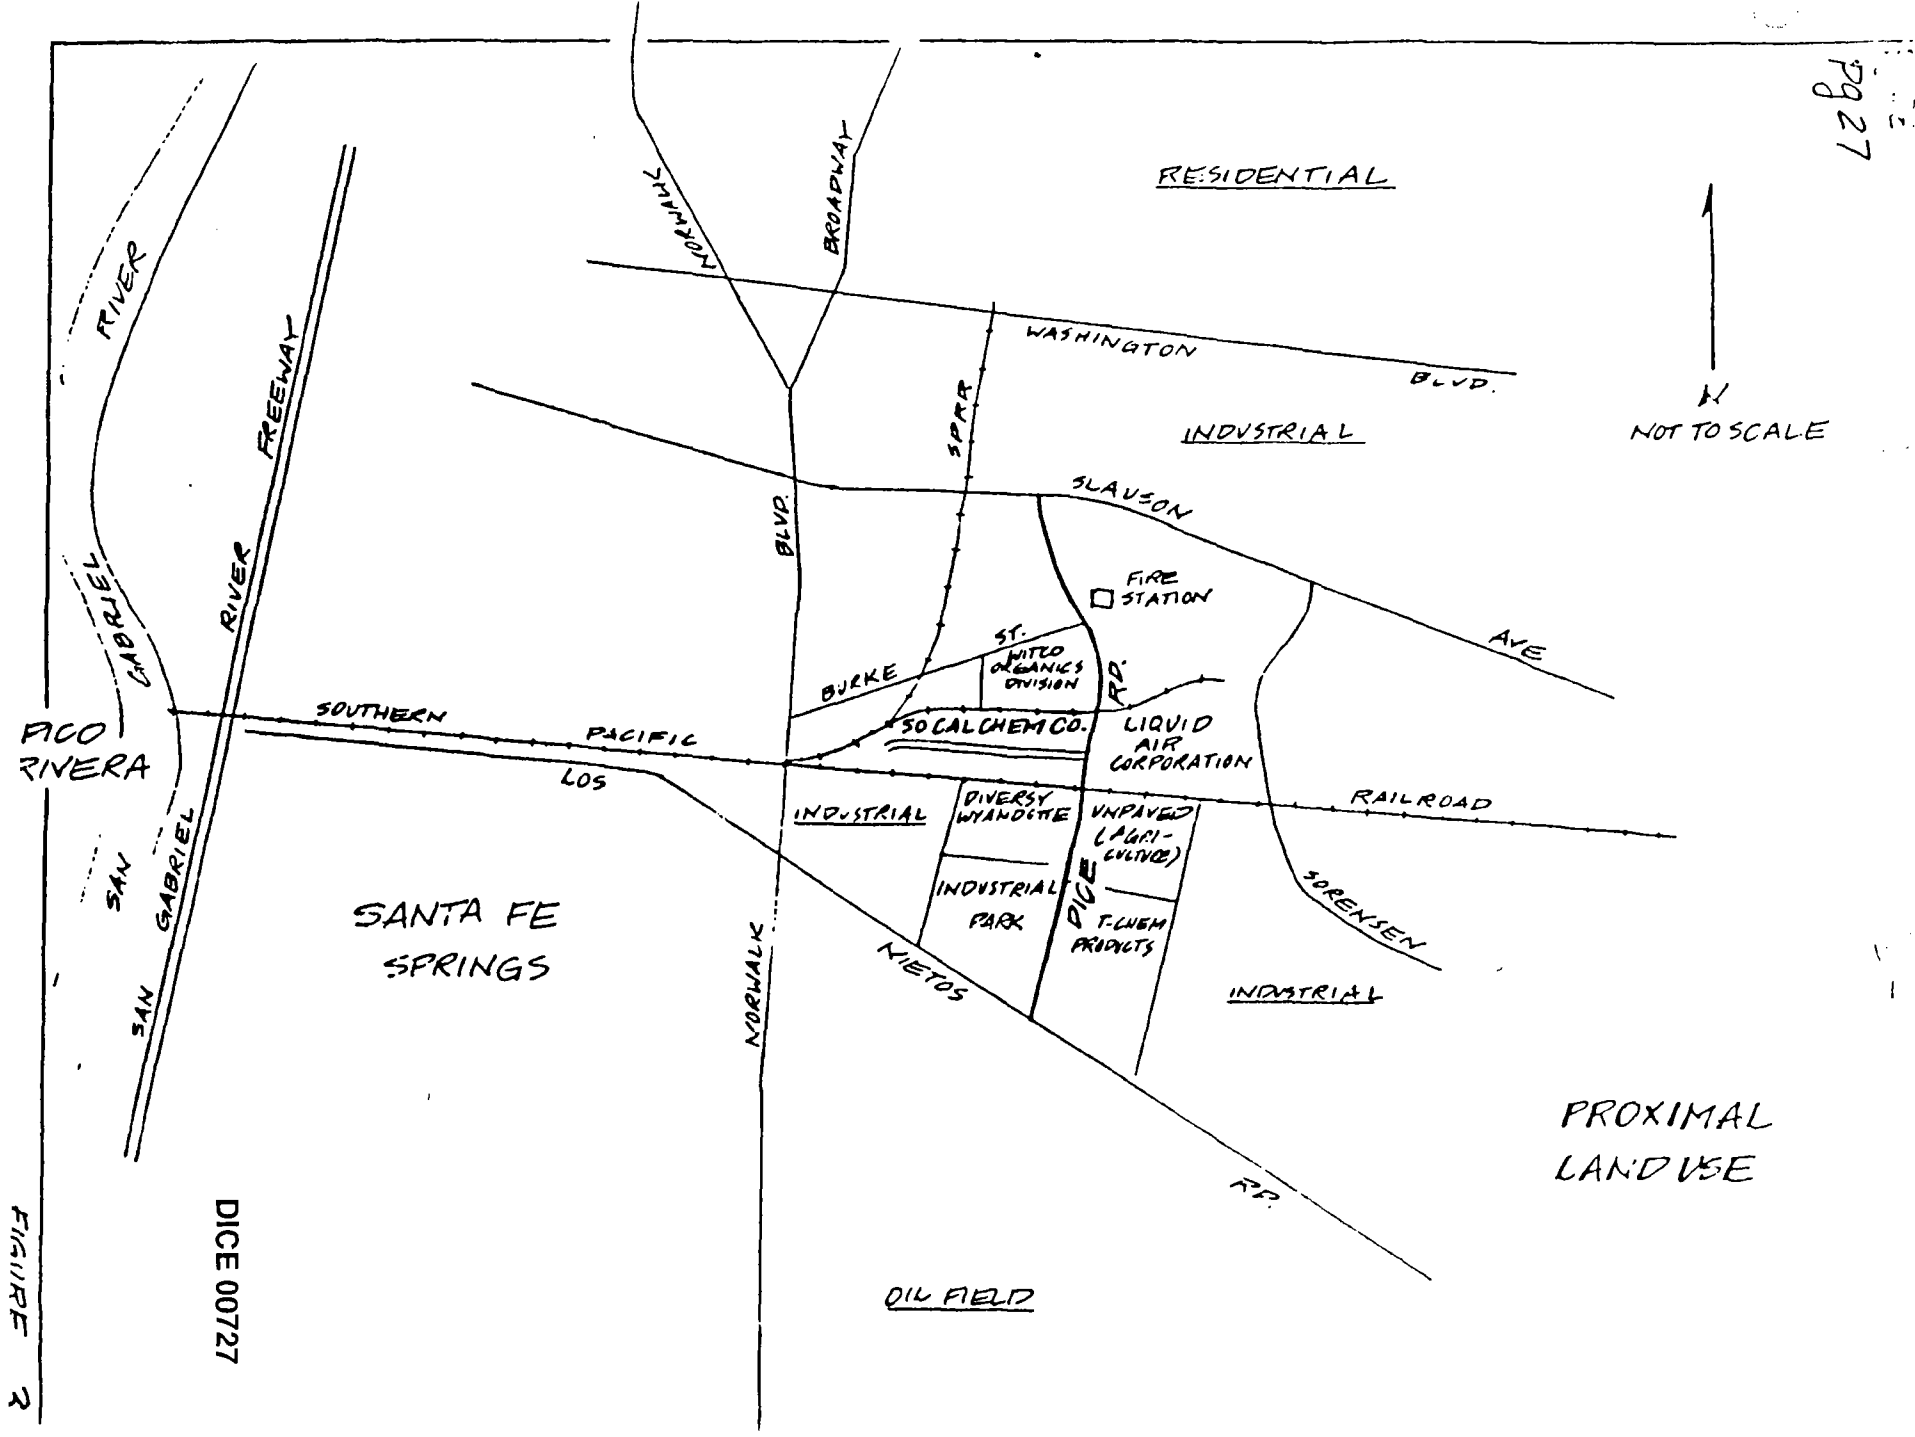 Pg 27
RESIDENTIAL
NORWALK
BROADWAY
RIVER
FREEWAY
WASHINGTON
BLVD.
N
NOT TO SCALE
SPRR
INDUSTRIAL
SLAUSON
BLVD.
FIRE
STATION
GABRIEL
RIVER
AVE
ST.
WITCO
ORGANICS
DIVISION
BURKE
RD.
SOUTHERN
PACIFIC
SO CAL CHEM CO.
LIQUID
AIR
CORPORATION
PICO
RIVERA
LOS
INDUSTRIAL
DIVERSY
WYANDOTTE
UNPAVED
(AGRI-
CULTURE)
RAILROAD
SAN
GABRIEL
SAN
SANTA FE
SPRINGS
INDUSTRIAL
PARK
DICE
T-CHEM
PRODUCTS
SORENSEN
NORWALK
NIETOS
INDUSTRIAL
PROXIMAL
LAND USE
RD.
OIL FIELD
DICE 00727
FIGURE 2